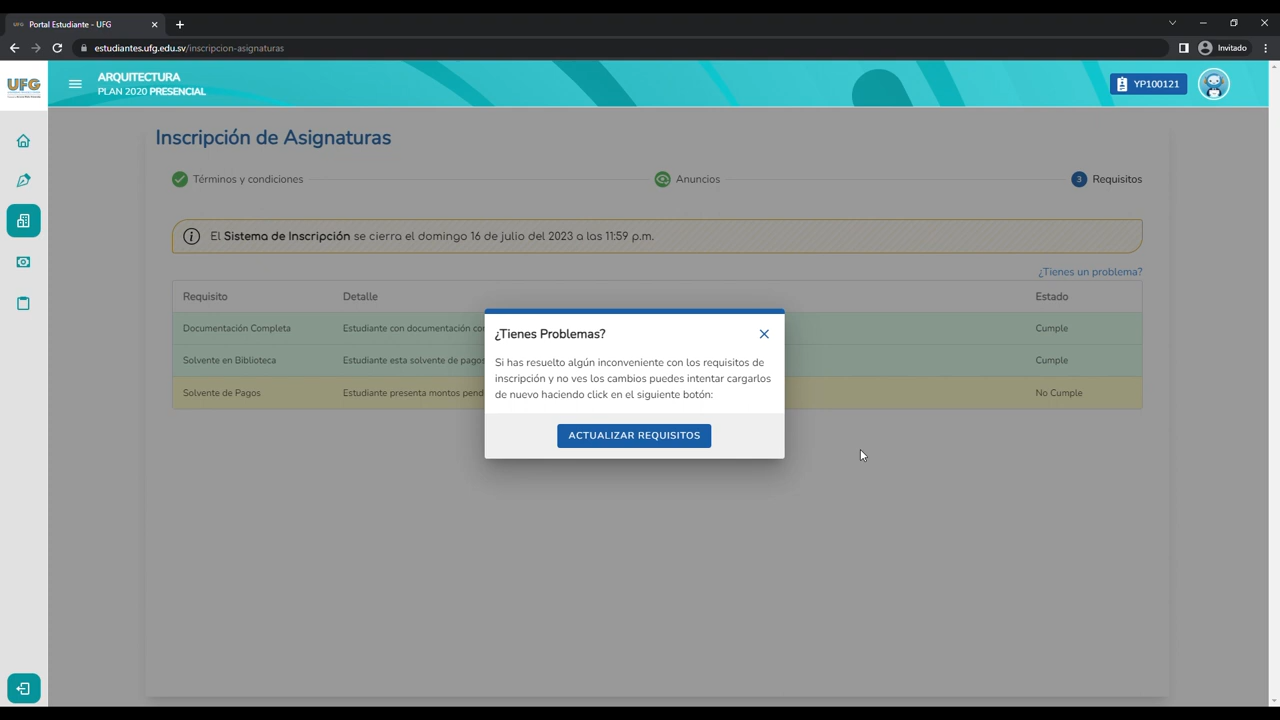 Portal Estudiante - UFG
estudiantes.ufg.edu.sv/inscripcion-asignaturas
Invitado
UFG
ARQUITECTURA
PLAN 2020 PRESENCIAL
YP100121
Inscripción de Asignaturas
Términos y condiciones
Anuncios
3 Requisitos
El Sistema de Inscripción se cierra el domingo 16 de julio del 2023 a las 11:59 p.m.
¿Tienes un problema?
Requisito Detalle Estado
Documentación Completa Estudiante con documentación Cumple
Solvente en Biblioteca Estudiante esta solvente de pagos Cumple
Solvente de Pagos Estudiante presenta montos No Cumple
¿Tienes Problemas?
Si has resuelto algún inconveniente con los requisitos de
inscripción y no ves los cambios puedes intentar cargarlos
de nuevo haciendo click en el siguiente botón:
ACTUALIZAR REQUISITOS